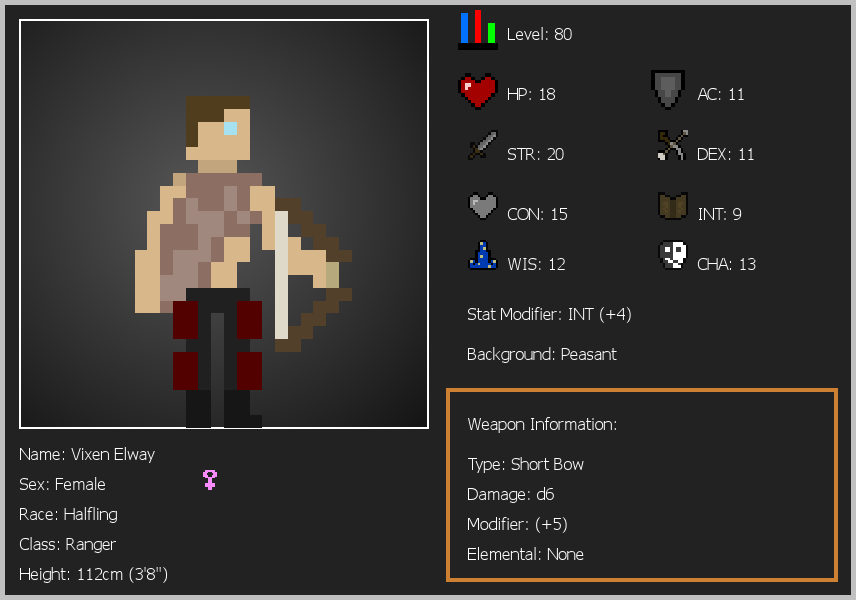 Level: 80
HP: 18
AC: 11
STR: 20
DEX: 11
CON: 15
INT: 9
WIS: 12
CHA: 13
Stat Modifier: INT (+4)
Background: Peasant
Weapon Information:
Type: Short Bow
Damage: d6
Modifier: (+5)
Elemental: None
Name: Vixen Elway
Sex: Female
Race: Halfling
Class: Ranger
Height: 112cm (3'8")